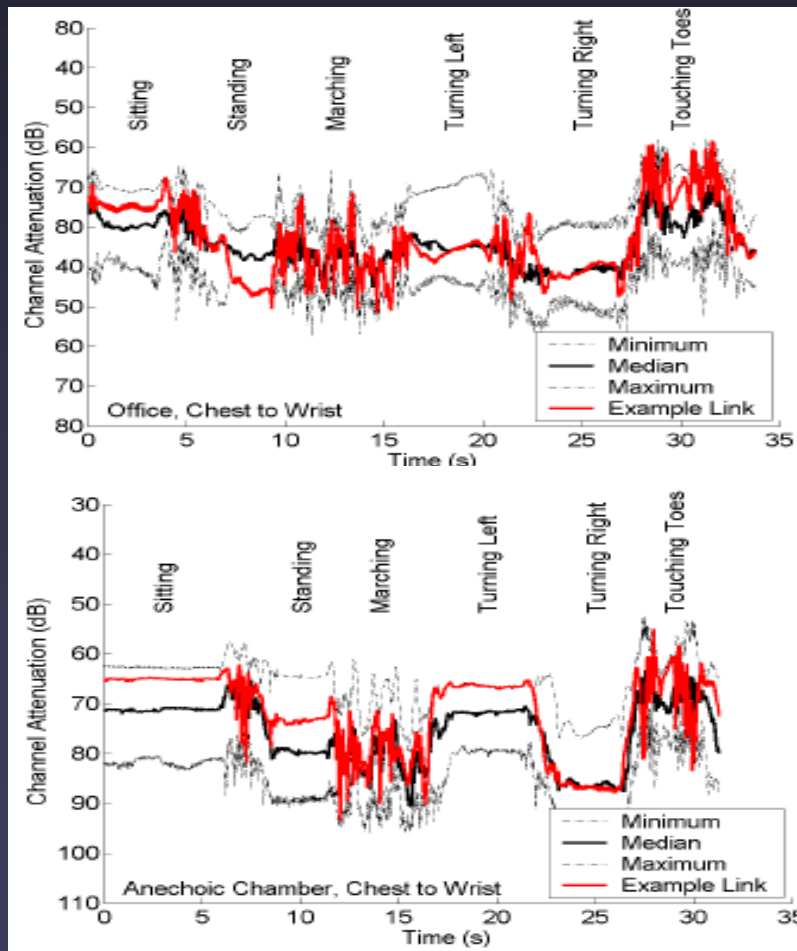 80
40
50
60
70
80
40
50
60
70
80
Channel Attenuation (dB)
Sitting
Standing
Marching
Turning Left
Turning Right
Touching Toes
Minimum
Median
Maximum
Example Link
Office, Chest to Wrist
0 5 10 15 20 25 30 35
Time (s)
30
40
50
60
70
80
90
100
110
Channel Attenuation (dB)
Sitting
Standing
Marching
Turning Left
Turning Right
Touching Toes
Minimum
Median
Maximum
Example Link
Anechoic Chamber, Chest to Wrist
0 5 10 15 20 25 30 35
Time (s)